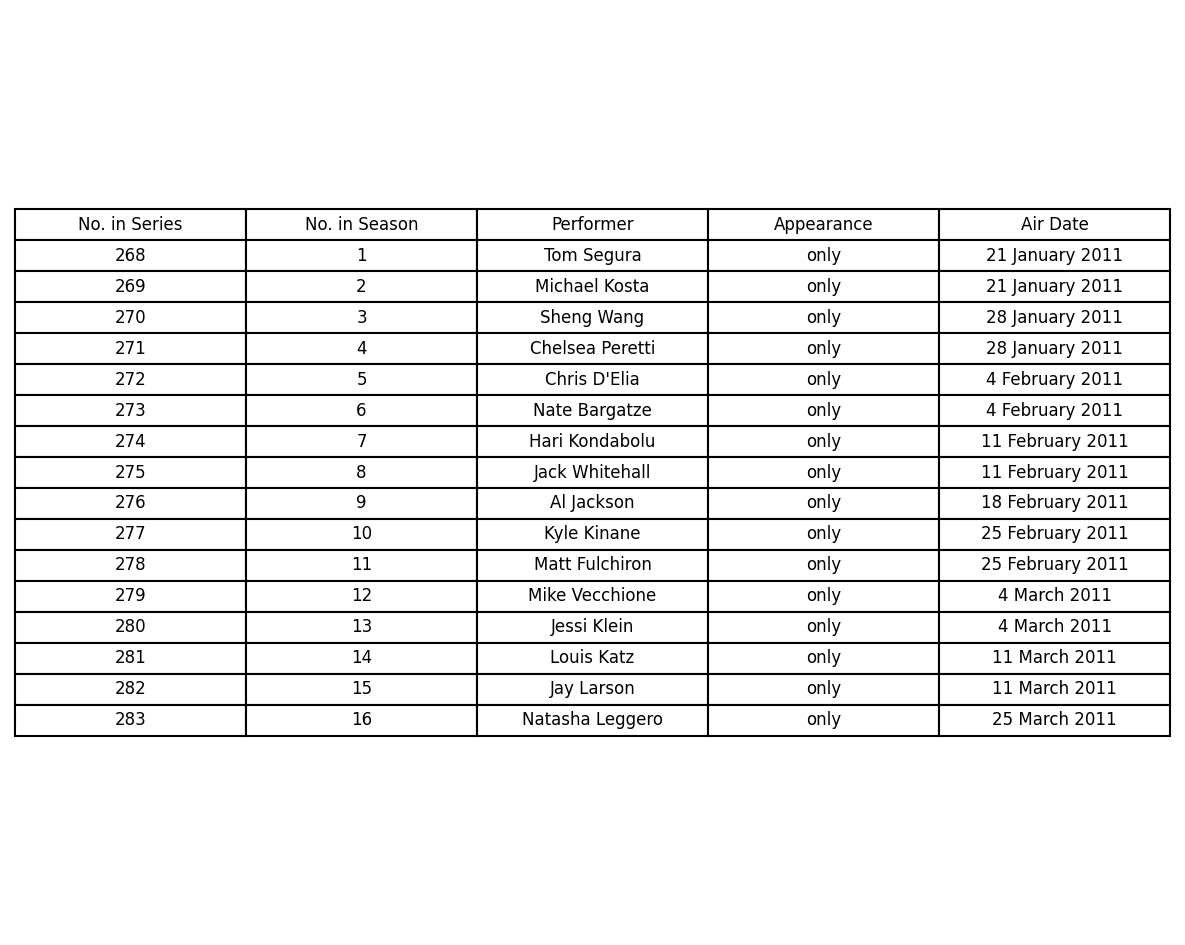 No. in Series No. in Season Performer Appearance Air Date
268 1 Tom Segura only 21 January 2011
269 2 Michael Kosta only 21 January 2011
270 3 Sheng Wang only 28 January 2011
271 4 Chelsea Peretti only 28 January 2011
272 5 Chris D'Elia only 4 February 2011
273 6 Nate Bargatze only 4 February 2011
274 7 Hari Kondabolu only 11 February 2011
275 8 Jack Whitehall only 11 February 2011
276 9 Al Jackson only 18 February 2011
277 10 Kyle Kinane only 25 February 2011
278 11 Matt Fulchiron only 25 February 2011
279 12 Mike Vecchione only 4 March 2011
280 13 Jessi Klein only 4 March 2011
281 14 Louis Katz only 11 March 2011
282 15 Jay Larson only 11 March 2011
283 16 Natasha Leggero only 25 March 2011